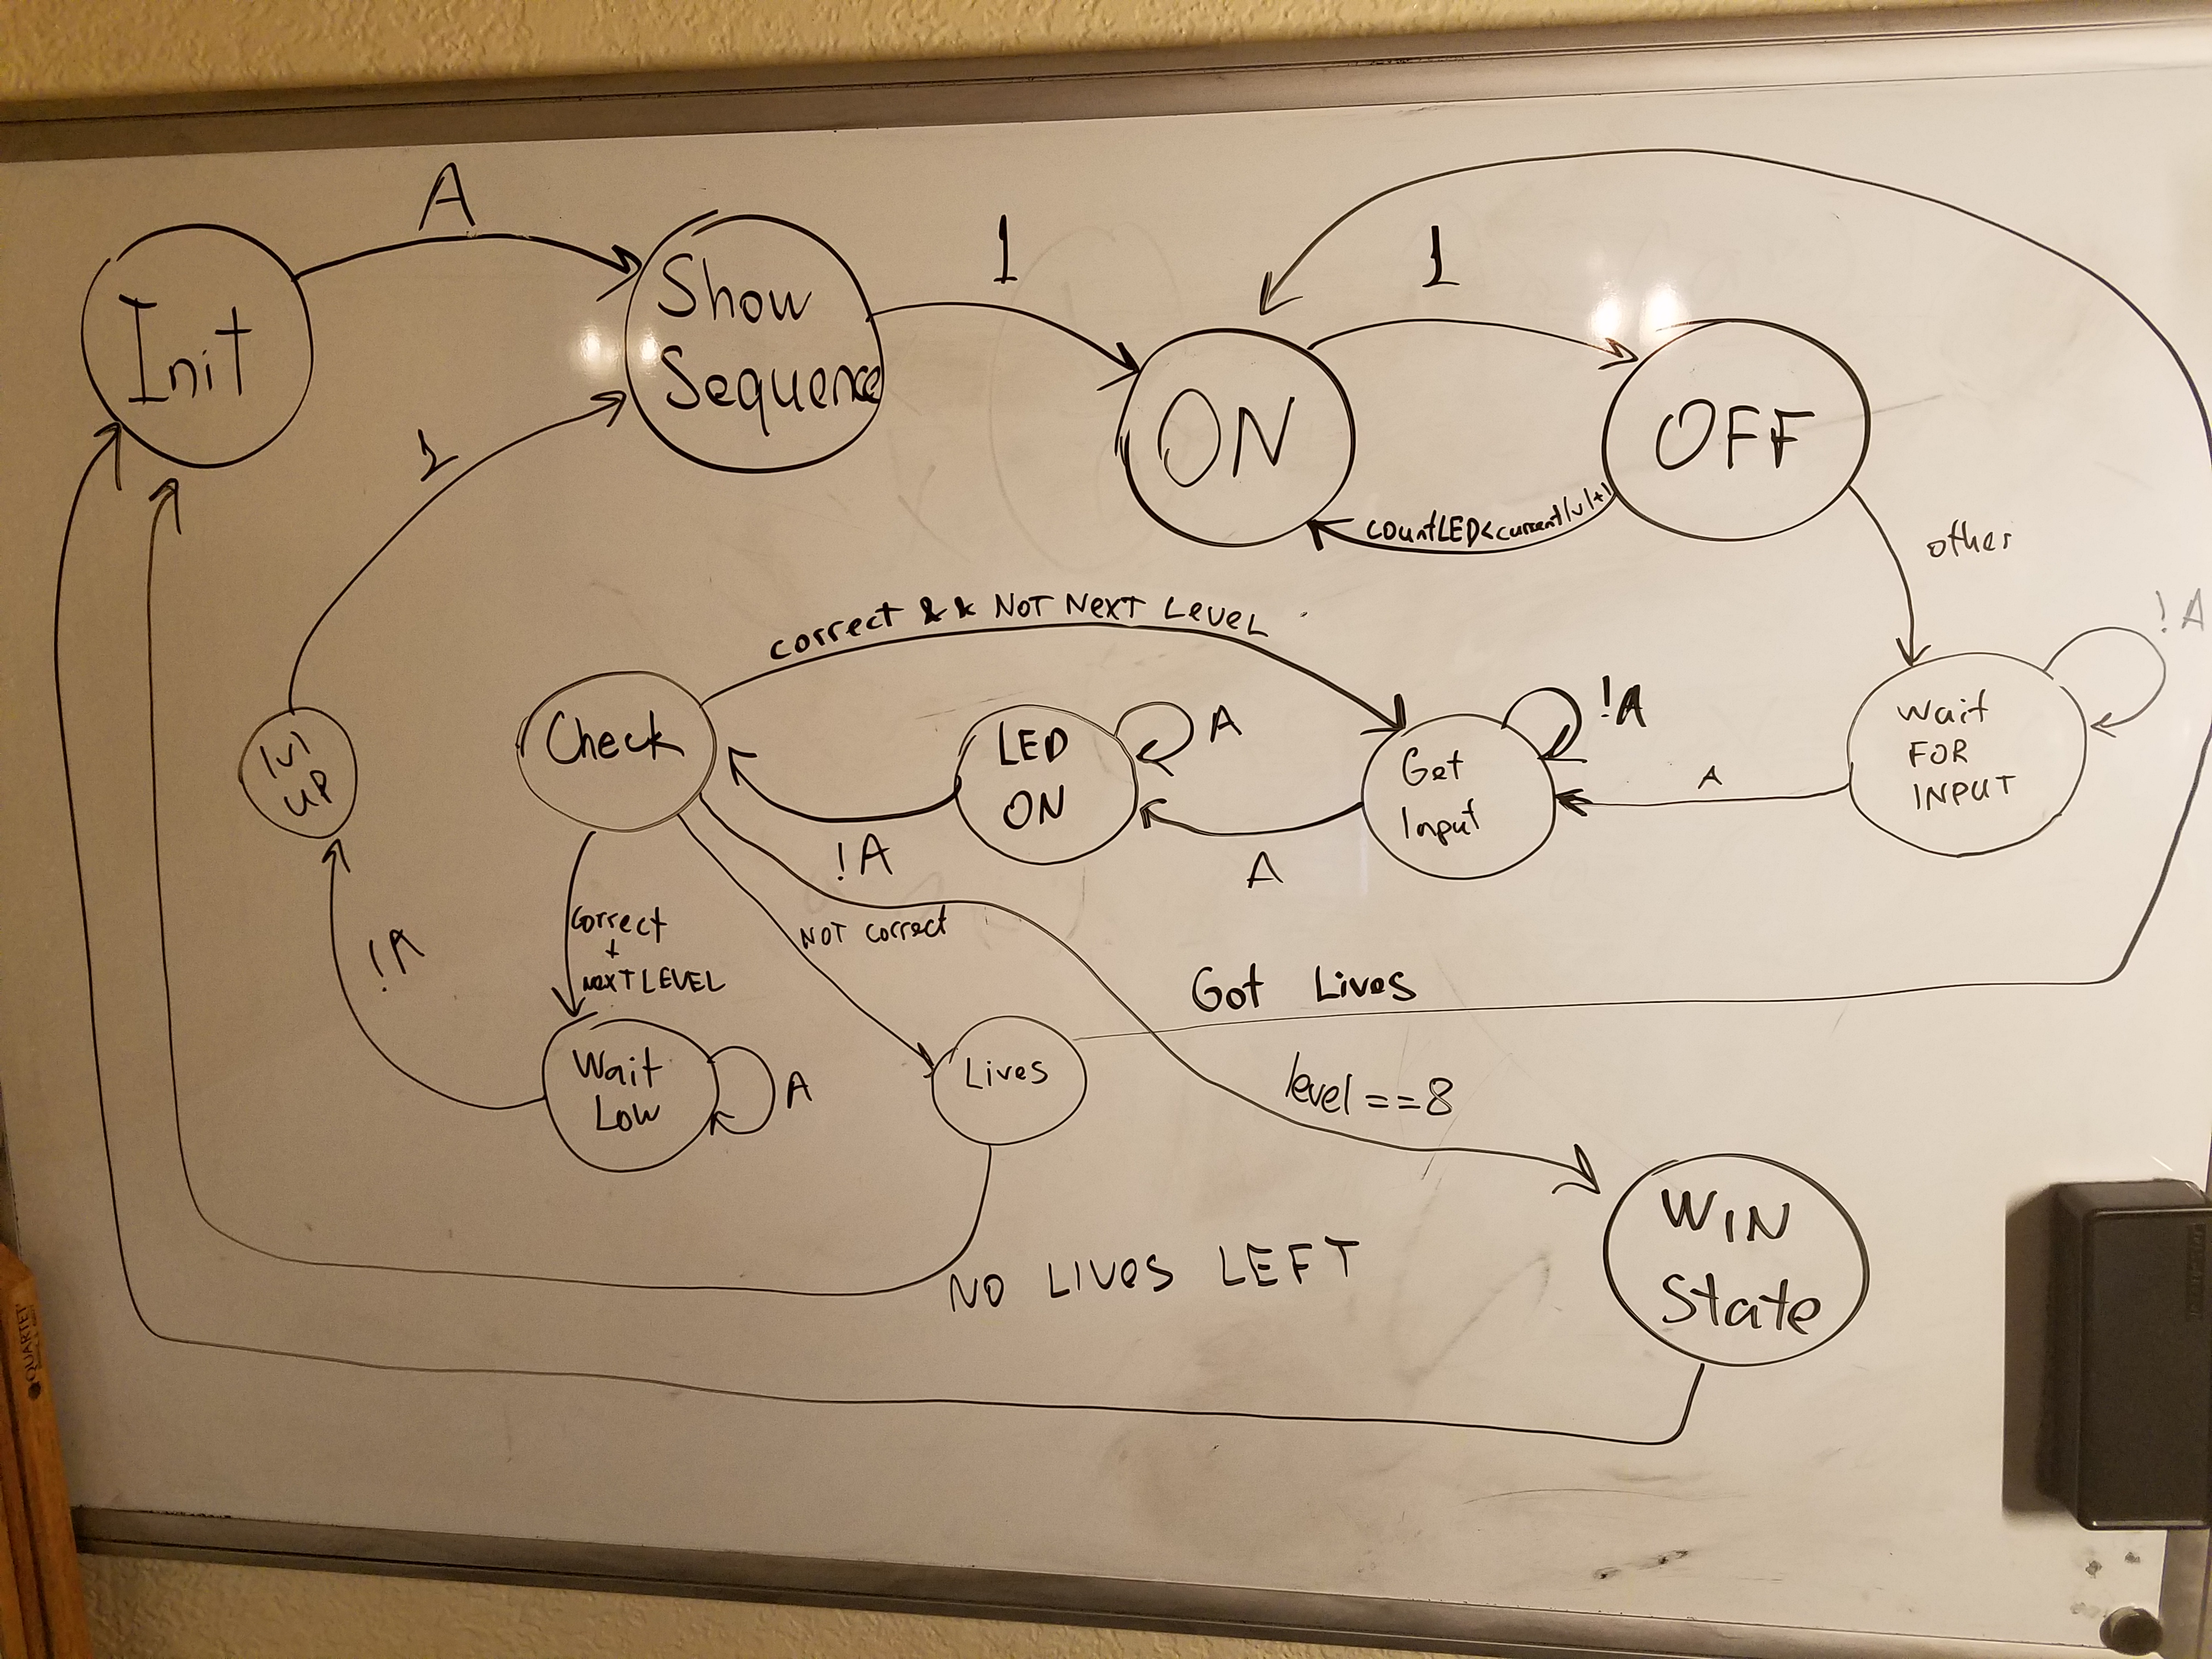 A
Init
Show
Sequence
1
ON
1
OFF
countLED<currentlvl+1
other
!A
1
correct && NOT NEXT LEVEL
Check
LED
ON
A
Get
Input
!A
Wait
FOR
INPUT
A
A
!A
lvl
UP
NOT correct
Correct
+
NEXT LEVEL
!A
Got Lives
Wait
Low
A
Lives
level ==8
NO LIVES LEFT
WIN
State
QUARTET